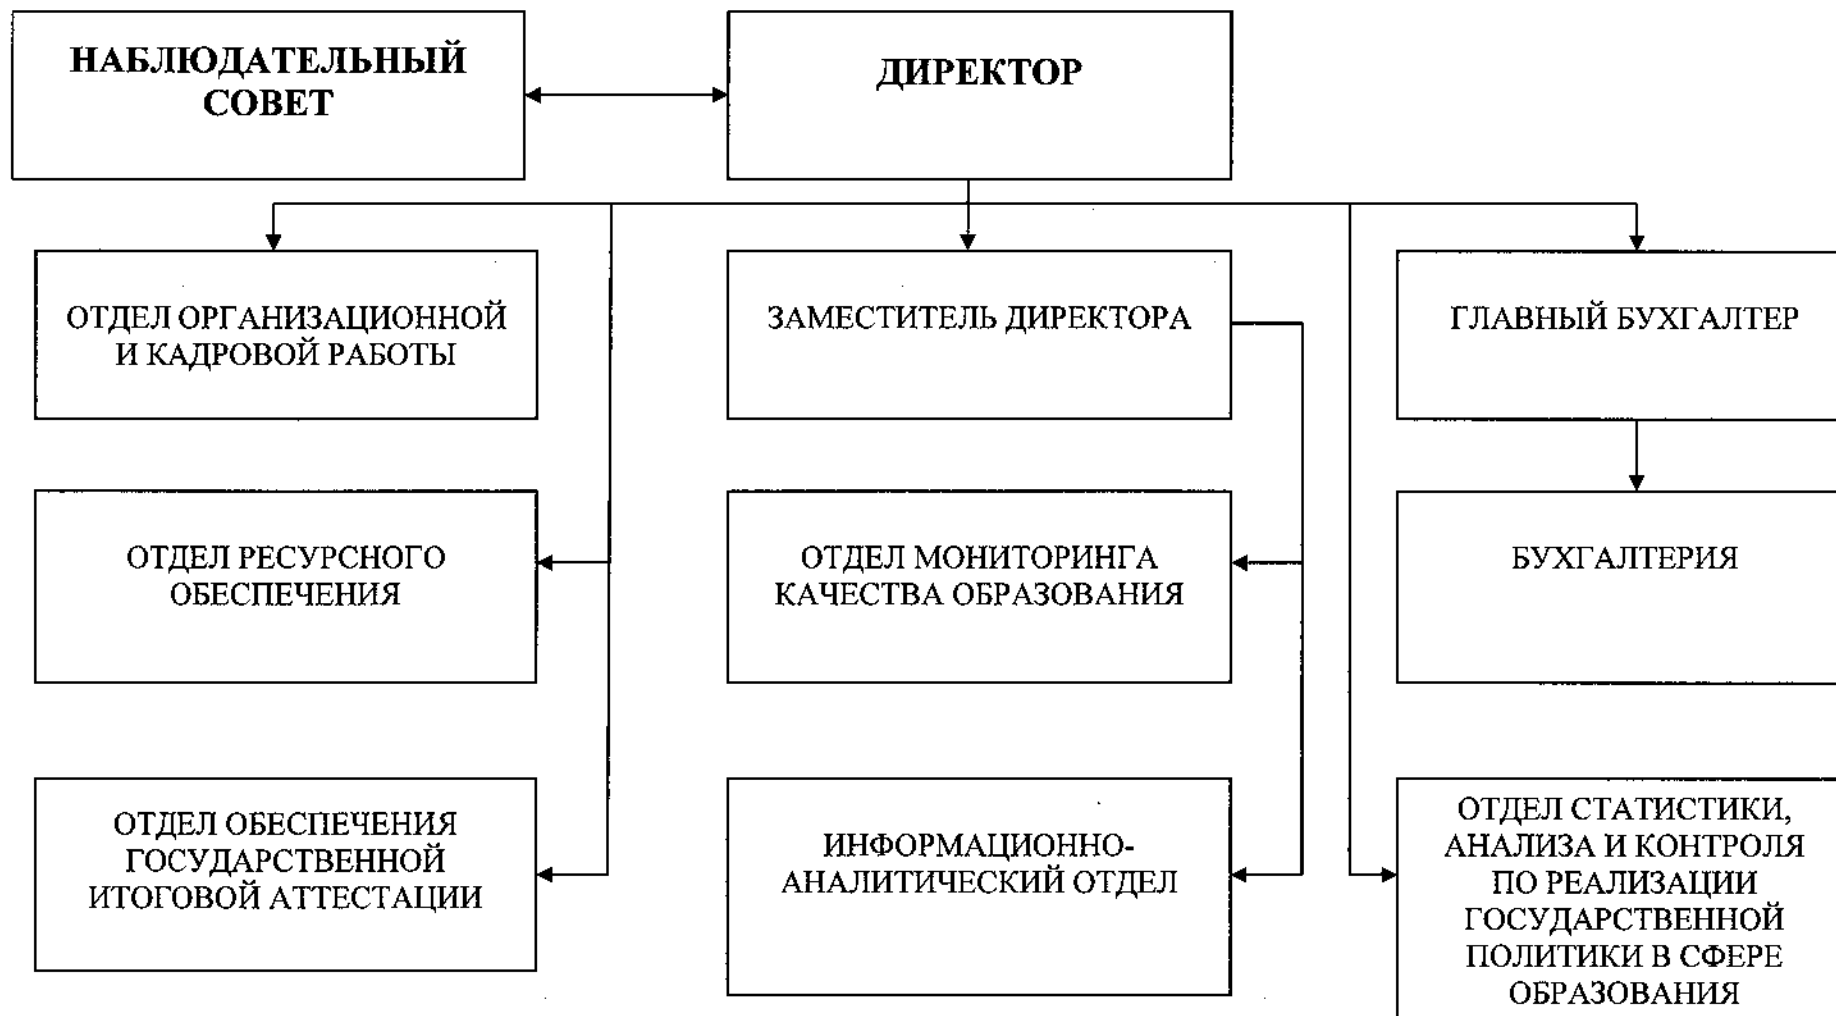 НАБЛЮДАТЕЛЬНЫЙ
СОВЕТ
ДИРЕКТОР
ОТДЕЛ ОРГАНИЗАЦИОННОЙ
И КАДРОВОЙ РАБОТЫ
ЗАМЕСТИТЕЛЬ ДИРЕКТОРА
ГЛАВНЫЙ БУХГАЛТЕР
ОТДЕЛ РЕСУРСНОГО
ОБЕСПЕЧЕНИЯ
ОТДЕЛ МОНИТОРИНГА
КАЧЕСТВА ОБРАЗОВАНИЯ
БУХГАЛТЕРИЯ
ОТДЕЛ ОБЕСПЕЧЕНИЯ
ГОСУДАРСТВЕННОЙ
ИТОГОВОЙ АТТЕСТАЦИИ
ИНФОРМАЦИОННО-
АНАЛИТИЧЕСКИЙ ОТДЕЛ
ОТДЕЛ СТАТИСТИКИ,
АНАЛИЗА И КОНТРОЛЯ
ПО РЕАЛИЗАЦИИ
ГОСУДАРСТВЕННОЙ
ПОЛИТИКИ В СФЕРЕ
ОБРАЗОВАНИЯ